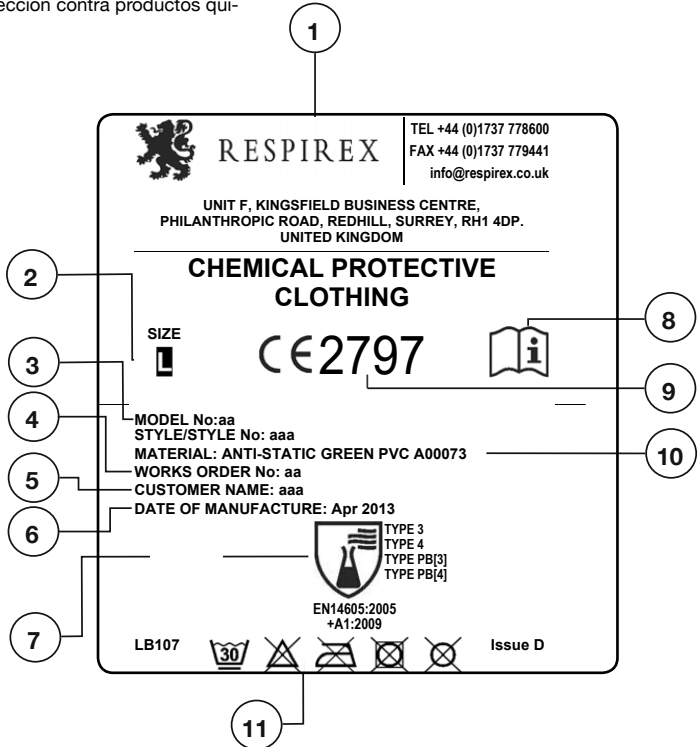 ección contra productos quí-
1
RESPIREX
TEL +44 (0)1737 778600
FAX +44 (0)1737 779441
info@respirex.co.uk
UNIT F, KINGSFIELD BUSINESS CENTRE,
PHILANTHROPIC ROAD, REDHILL, SURREY, RH1 4DP.
UNITED KINGDOM
CHEMICAL PROTECTIVE
CLOTHING
2
SIZE
L
CE2797
i
8
9
3
MODEL No:aa
STYLE/STYLE No: aaa
MATERIAL: ANTI-STATIC GREEN PVC A00073
10
4
WORKS ORDER No: aa
5
CUSTOMER NAME: aaa
6
DATE OF MANUFACTURE: Apr 2013
7
TYPE 3
TYPE 4
TYPE PB[3]
TYPE PB[4]
EN14605:2005
+A1:2009
LB107
30
Issue D
11